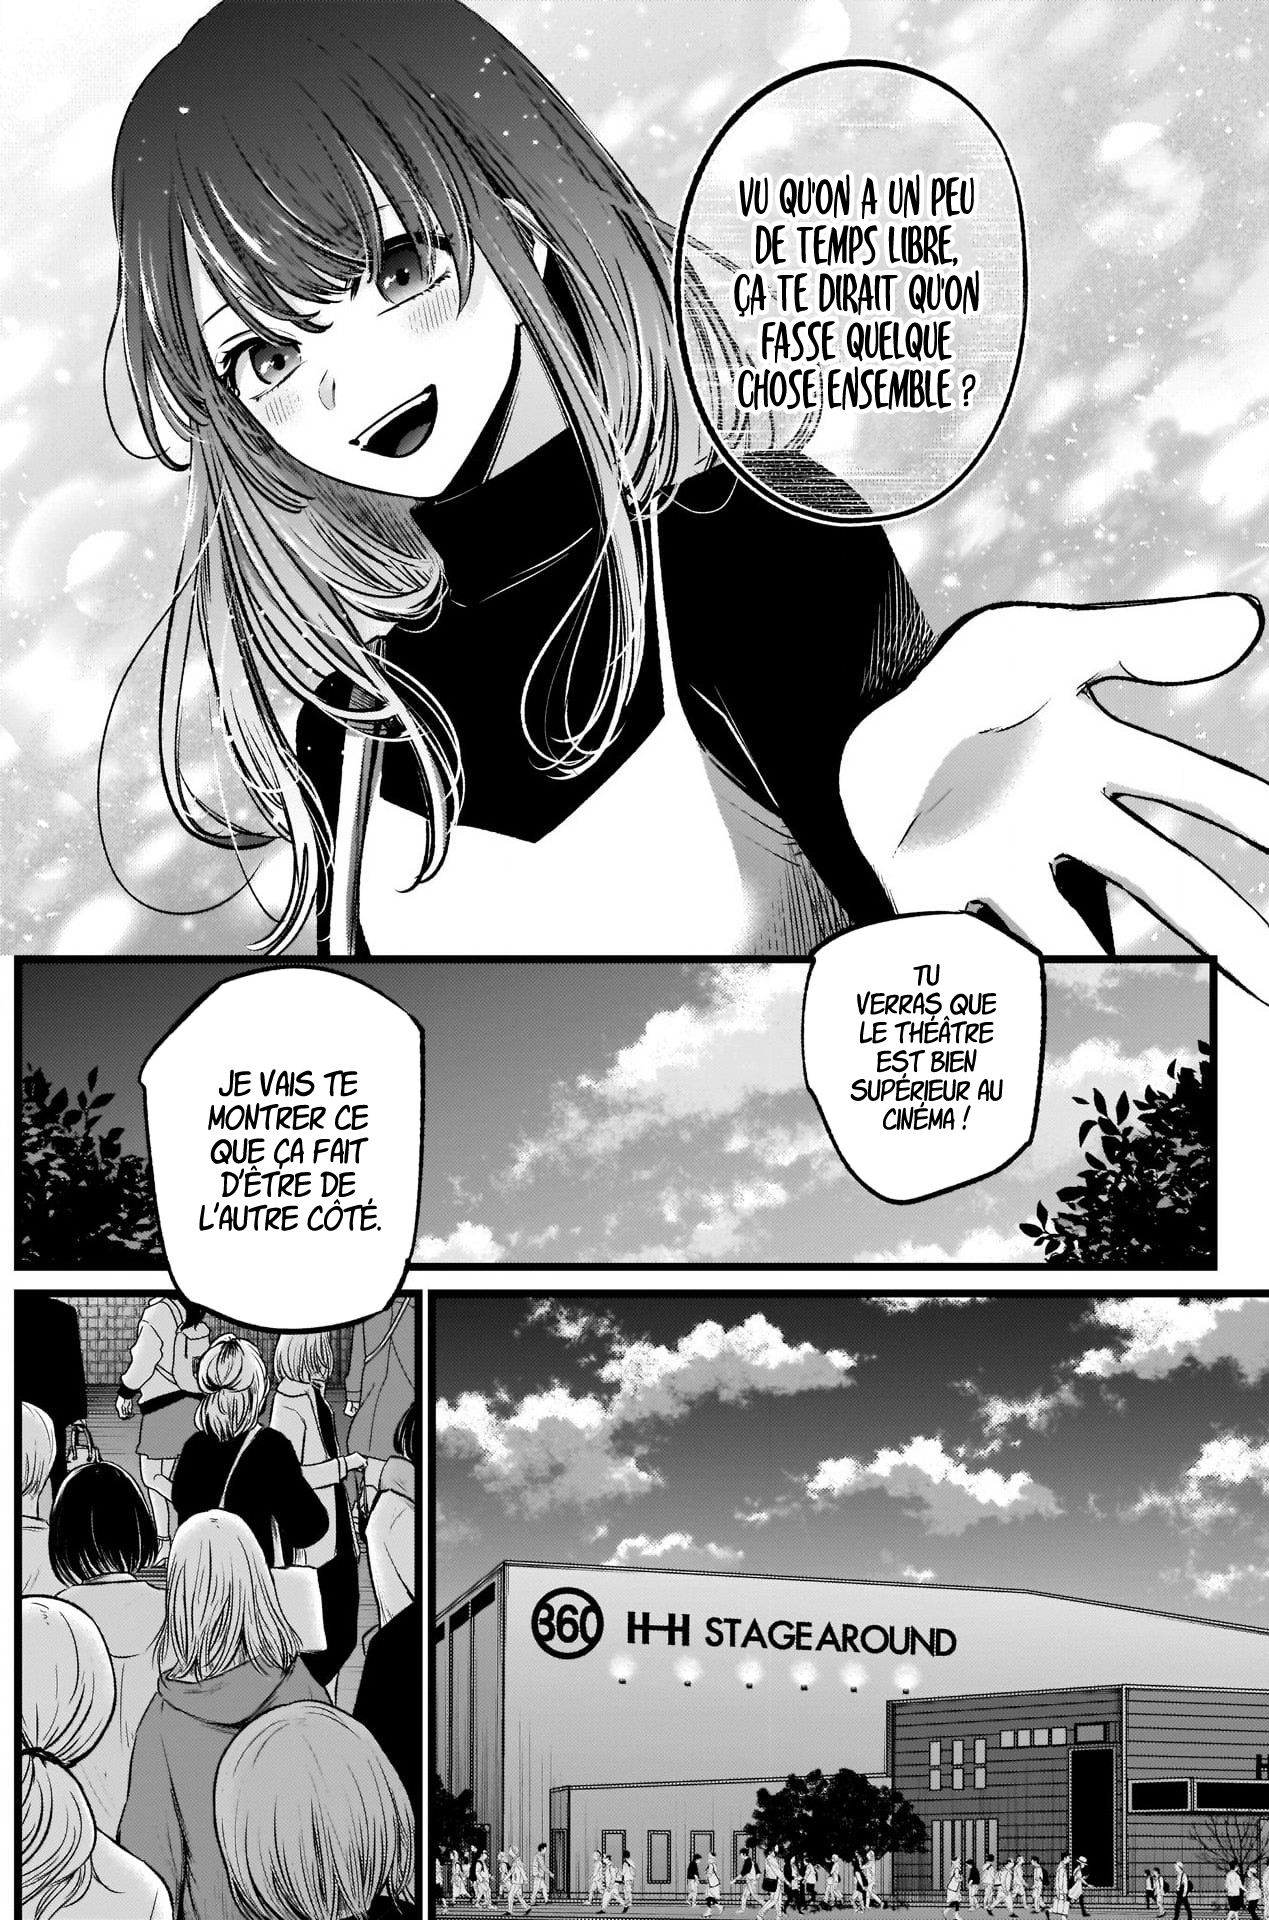 VU QU'ON A UN PEU
DE TEMPS LIBRE,
ÇA TE DIRAIT QU'ON
FASSE QUELQUE
CHOSE ENSEMBLE ?
TU
VERRAS QUE
LE THÉÂTRE
EST BIEN
SUPÉRIEUR AU
CINÉMA !
JE VAIS TE
MONTRER CE
QUE ÇA FAIT
D'ÊTRE DE
L'AUTRE CÔTÉ.
360 H-H STAGEAROUND
H